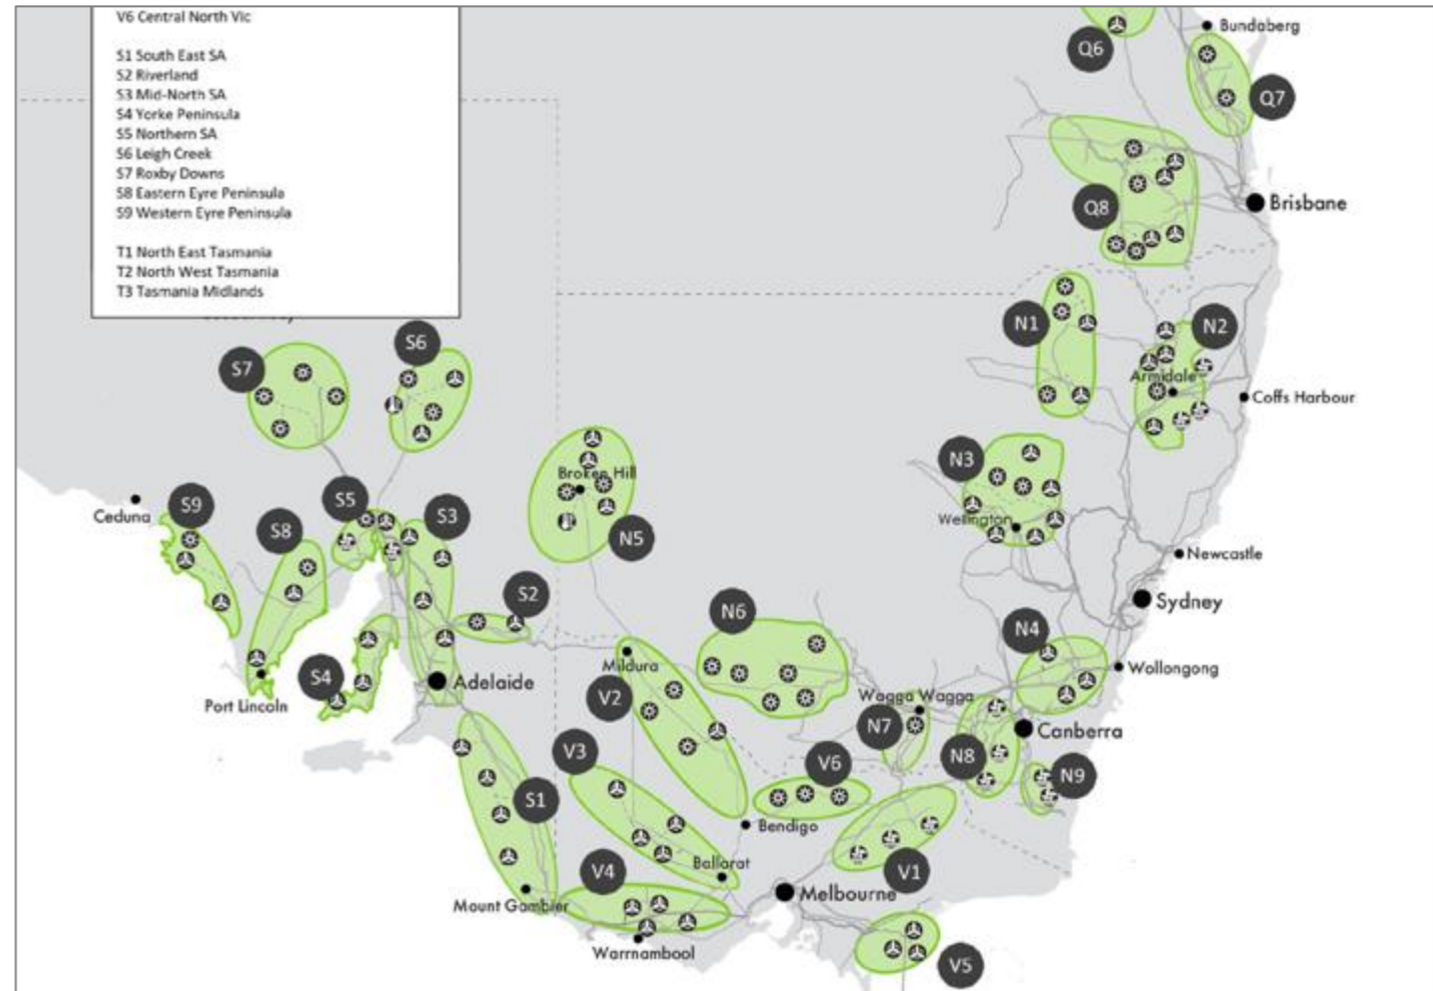 V6 Central North Vic
S1 South East SA
S2 Riverland
S3 Mid-North SA
S4 Yorke Peninsula
S5 Northern SA
S6 Leigh Creek
S7 Roxby Downs
S8 Eastern Eyre Peninsula
S9 Western Eyre Peninsula
T1 North East Tasmania
T2 North West Tasmania
T3 Tasmania Midlands
Bundaberg
Q6
Q7
Q8
Brisbane
N1
N2
S6
S7
Armidale
Coffs Harbour
N3
Broken Hill
S9
S5
S3
Ceduna
S8
N5
Wellington
Newcastle
S2
Sydney
N6
N4
Mildura
Wollongong
S4
Adelaide
Port Lincoln
V2
Wagga Wagga
N7
Canberra
V3
V6
N8
N9
S1
Bendigo
Ballarat
V4
V1
Melbourne
Mount Gambier
Warrnambool
V5